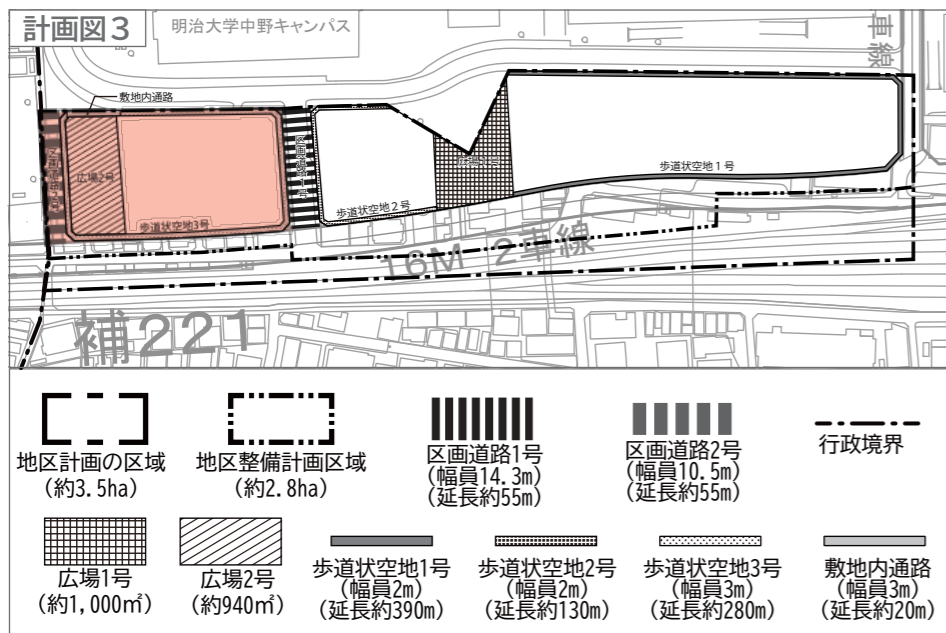 計画図3
明治大学中野キャンパス
車線
敷地内通路
区画道路2号
広場2号
歩道状空地3号
区画道路1号
歩道状空地2号
広場1号
歩道状空地1号
16M 2車線
補221
地区計画の区域
(約3.5ha)
地区整備計画区域
(約2.8ha)
区画道路1号
(幅員14.3m)
(延長約55m)
区画道路2号
(幅員10.5m)
(延長約55m)
行政境界
広場1号
(約1,000㎡)
広場2号
(約940㎡)
歩道状空地1号
(幅員2m)
(延長約390m)
歩道状空地2号
(幅員2m)
(延長約130m)
歩道状空地3号
(幅員3m)
(延長約280m)
敷地内通路
(幅員3m)
(延長約20m)